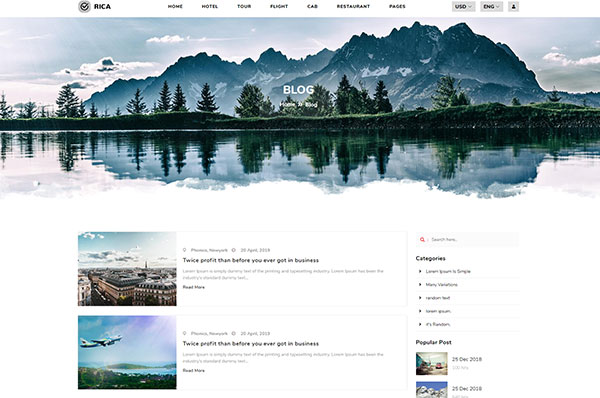 RICA
HOME HOTEL TOUR FLIGHT CAB RESTAURANT PAGES
USD ENG
BLOG
Home Blog
20 April, 2018
Twice profit than before you ever got in business
Lorem Ipsum is simply dummy text of the printing and typesetting industry. Lorem Ipsum has been the
industry's standard dummy text...
Read More
20 April, 2018
Twice profit than before you ever got in business
Lorem Ipsum is simply dummy text of the printing and typesetting industry. Lorem Ipsum has been the
industry's standard dummy text...
Read More
Search here...
Categories
Lorem Ipsum Is Simple
Many Variations
random text
lorem ipsum
it's Random.
Popular Post
25 Dec 2018
25 Dec 2018